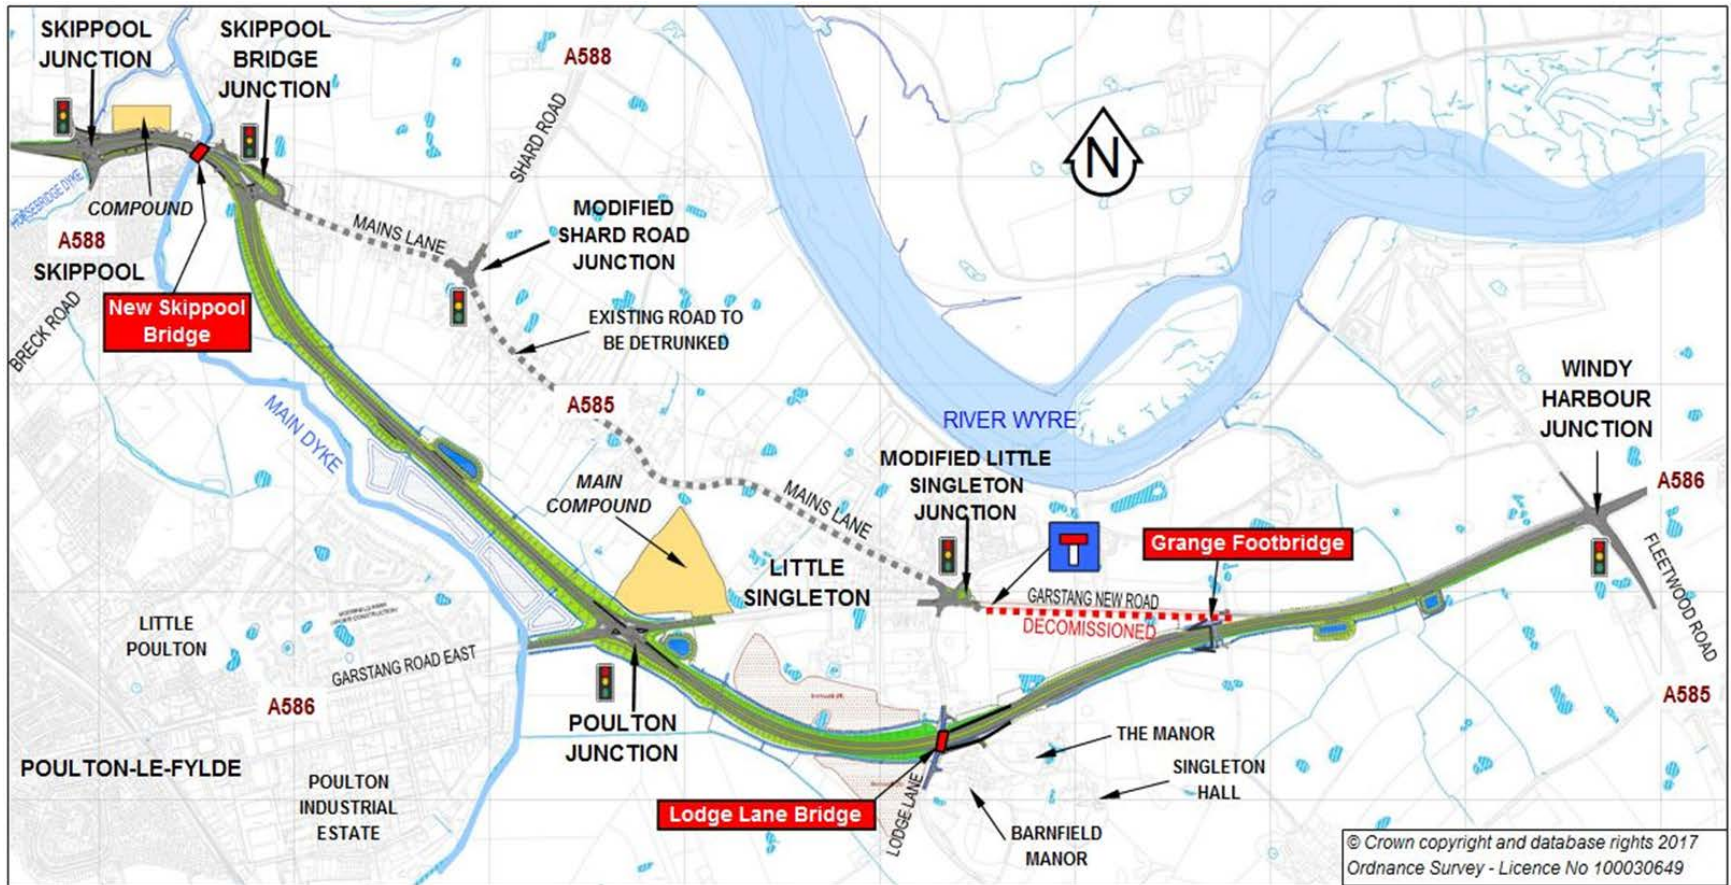 SKIPPOOL
JUNCTION
SKIPPOOL
BRIDGE
JUNCTION
A588
SHARD ROAD
N
HORSEBRIDGE DYKE
COMPOUND
A588
SKIPPOOL
BRECK ROAD
New Skippool
Bridge
MAINS LANE
MODIFIED
SHARD ROAD
JUNCTION
EXISTING ROAD TO
BE DETRUNKED
A585
MAIN DYKE
RIVER WYRE
WINDY
HARBOUR
JUNCTION
A586
FLEETWOOD ROAD
A585
MAIN
COMPOUND
MAINS LANE
MODIFIED LITTLE
SINGLETON
JUNCTION
Grange Footbridge
LITTLE
SINGLETON
GARSTANG NEW ROAD
DECOMISSIONED
LITTLE
POULTON
GARSTANG ROAD EAST
A586
POULTON-LE-FYLDE
POULTON
INDUSTRIAL
ESTATE
POULTON
JUNCTION
Lodge Lane Bridge
LODGE LANE
THE MANOR
SINGLETON
HALL
BARNFIELD
MANOR
© Crown copyright and database rights 2017
Ordnance Survey - Licence No 100030649